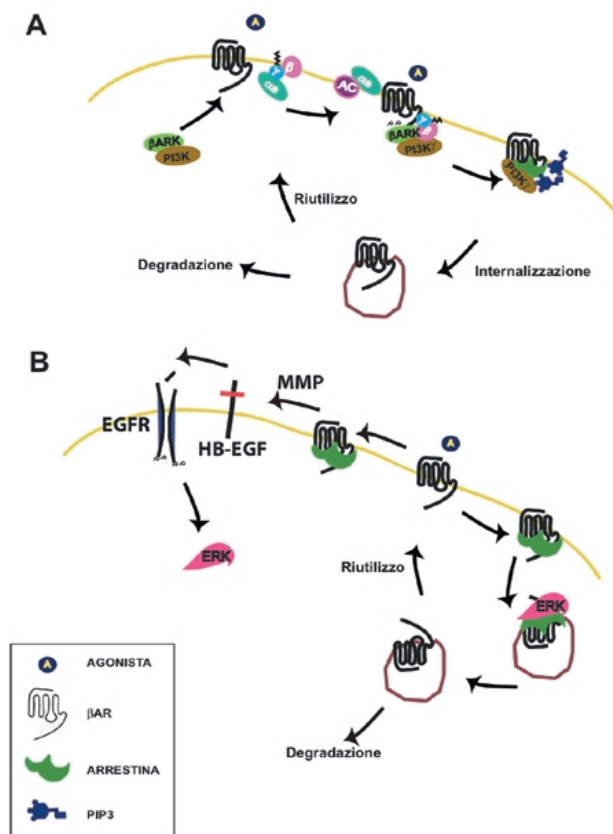 A
A
γ
β
αs
AC
αs
A
βARK
PI3K
γ
βARK
β
PI3Kγ
PI3Kγ
Riutilizzo
Degradazione
Internalizzazione
B
MMP
EGFR
HB-EGF
A
ERK
Riutilizzo
ERK
Degradazione
A
AGONISTA
βAR
ARRESTINA
PIP3